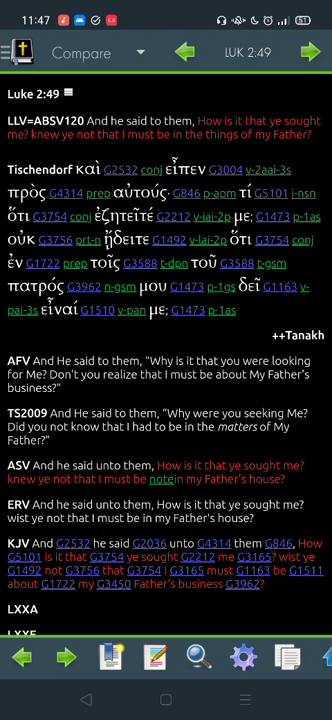 11:47
51
Compare
LUK 2:49
Luke 2:49
LLV=ABSV120 And he said to them, How is it that ye sought
me? knew ye not that I must be in the things of my Father?
Tischendorf καὶ G2532 conj εἶπεν G3004 v-2aai-3s
πρὸς G4314 prep αὐτούς· G846 p-apm τί G5101 i-nsn
ὅτι G3754 conj ἐζητεῖτέ G2212 v-iai-2p με; G1473 p-1as
οὐκ G3756 prt-n ᾔδειτε G1492 v-lai-2p ὅτι G3754 conj
ἐν G1722 prep τοῖς G3588 t-dpn τοῦ G3588 t-gsm
πατρός G3962 n-gsm μου G1473 p-1gs δεῖ G1163 v-
pai-3s εἶναί G1510 v-pan με; G1473 p-1as
++Tanakh
AFV And He said to them, "Why is it that you were looking
for Me? Don't you realize that I must be about My Father's
business?"
TS2009 And He said to them, “Why were you seeking Me?
Did you not know that I had to be in the matters of My
Father?”
ASV And he said unto them, How is it that ye sought me?
knew ye not that I must be notein my Father's house?
ERV And he said unto them, How is it that ye sought me?
wist ye not that I must be in my Father's house?
KJV And G2532 he said G2036 unto G4314 them G846, How
G5101 is it that G3754 ye sought G2212 me G3165? wist ye
G1492 not G3756 that G3754 I G3165 must G1163 be G1511
about G1722 my G3450 Father's business G3962?
LXXA
LXXE